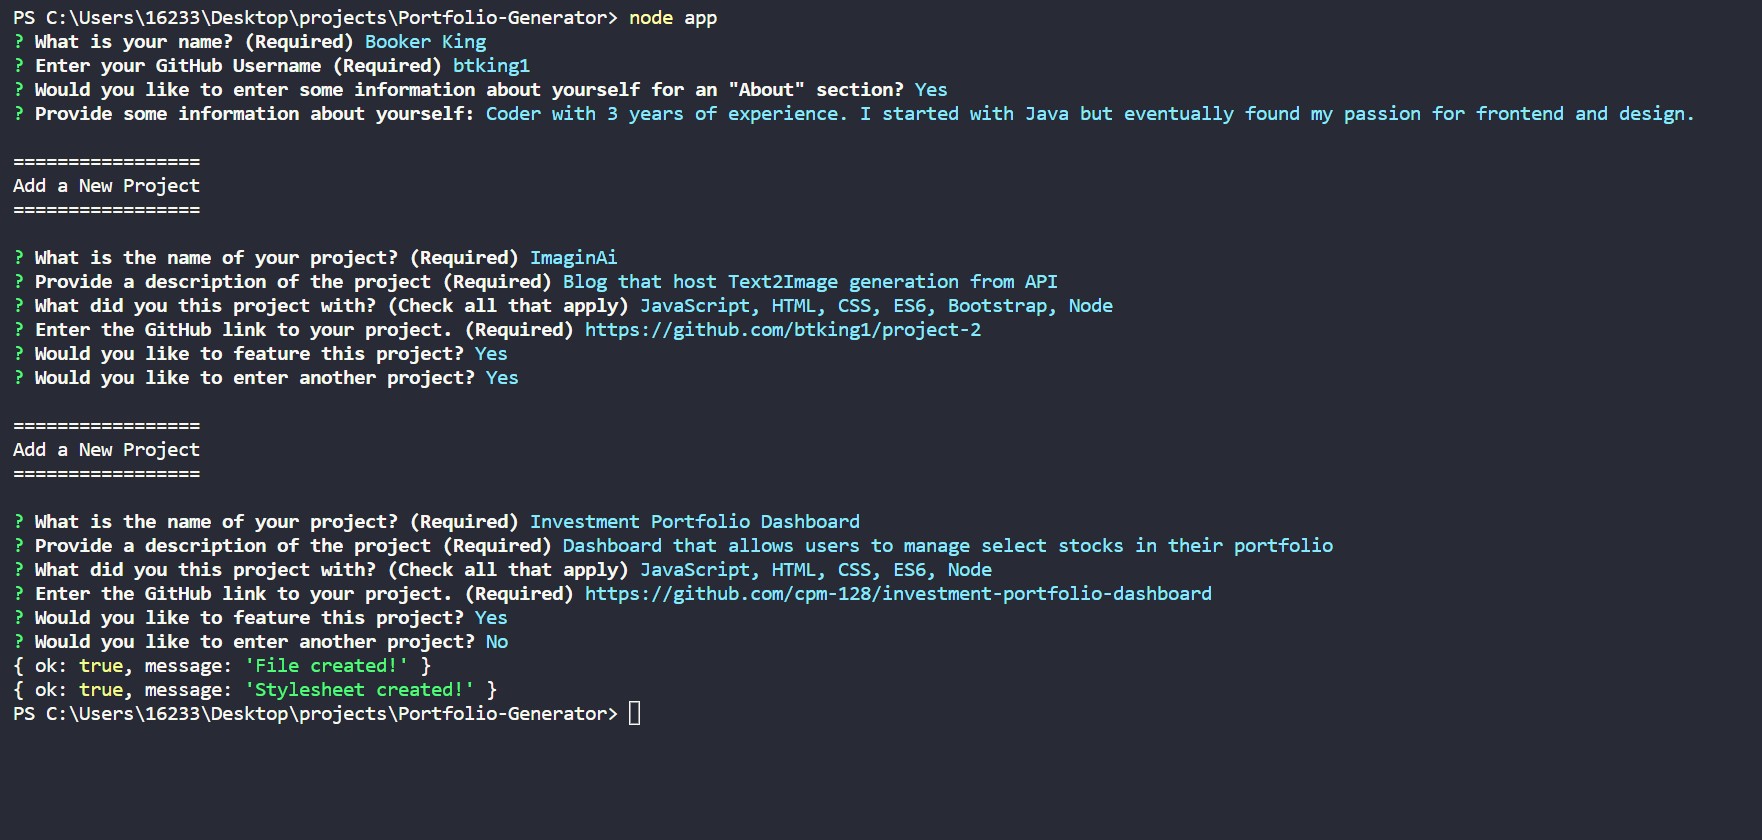 PS C:\Users\16233\Desktop\projects\Portfolio-Generator> node app
? What is your name? (Required) Booker King
? Enter your GitHub Username (Required) btking1
? Would you like to enter some information about yourself for an "About" section? Yes
? Provide some information about yourself: Coder with 3 years of experience. I started with Java but eventually found my passion for frontend and design.
=================
Add a New Project
=================
? What is the name of your project? (Required) ImaginAi
? Provide a description of the project (Required) Blog that host Text2Image generation from API
? What did you this project with? (Check all that apply) JavaScript, HTML, CSS, ES6, Bootstrap, Node
? Enter the GitHub link to your project. (Required) https://github.com/btking1/project-2
? Would you like to feature this project? Yes
? Would you like to enter another project? Yes
=================
Add a New Project
=================
? What is the name of your project? (Required) Investment Portfolio Dashboard
? Provide a description of the project (Required) Dashboard that allows users to manage select stocks in their portfolio
? What did you this project with? (Check all that apply) JavaScript, HTML, CSS, ES6, Node
? Enter the GitHub link to your project. (Required) https://github.com/cpm-128/investment-portfolio-dashboard
? Would you like to feature this project? Yes
? Would you like to enter another project? No
{ ok: true, message: 'File created!' }
{ ok: true, message: 'Stylesheet created!' }
PS C:\Users\16233\Desktop\projects\Portfolio-Generator>